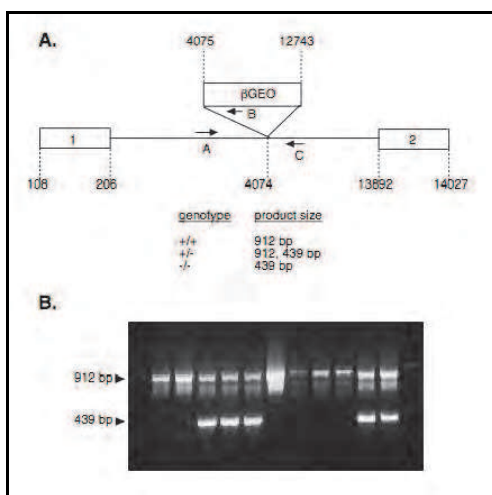 A.
4075 12743
βGEO
B
1 A C 2
108 206 4074 13892 14027
genotype product size
+/+ 912 bp
+/- 912, 439 bp
-/- 439 bp
B.
912 bp
439 bp